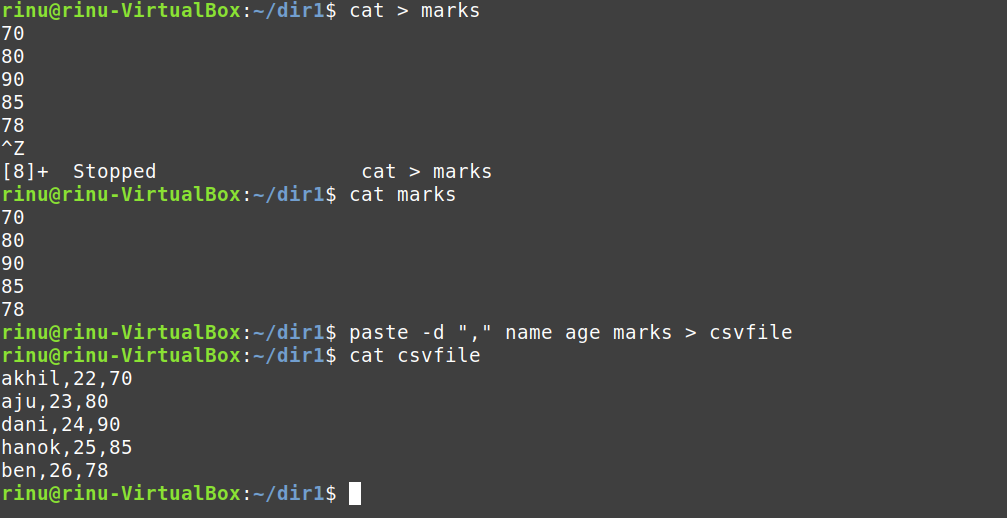 rinu@rinu-VirtualBox:~/dir1$ cat > marks
70
80
90
85
78
^Z
[8]+  Stopped                 cat > marks
rinu@rinu-VirtualBox:~/dir1$ cat marks
70
80
90
85
78
rinu@rinu-VirtualBox:~/dir1$ paste -d "," name age marks > csvfile
rinu@rinu-VirtualBox:~/dir1$ cat csvfile
akhil,22,70
aju,23,80
dani,24,90
hanok,25,85
ben,26,78
rinu@rinu-VirtualBox:~/dir1$